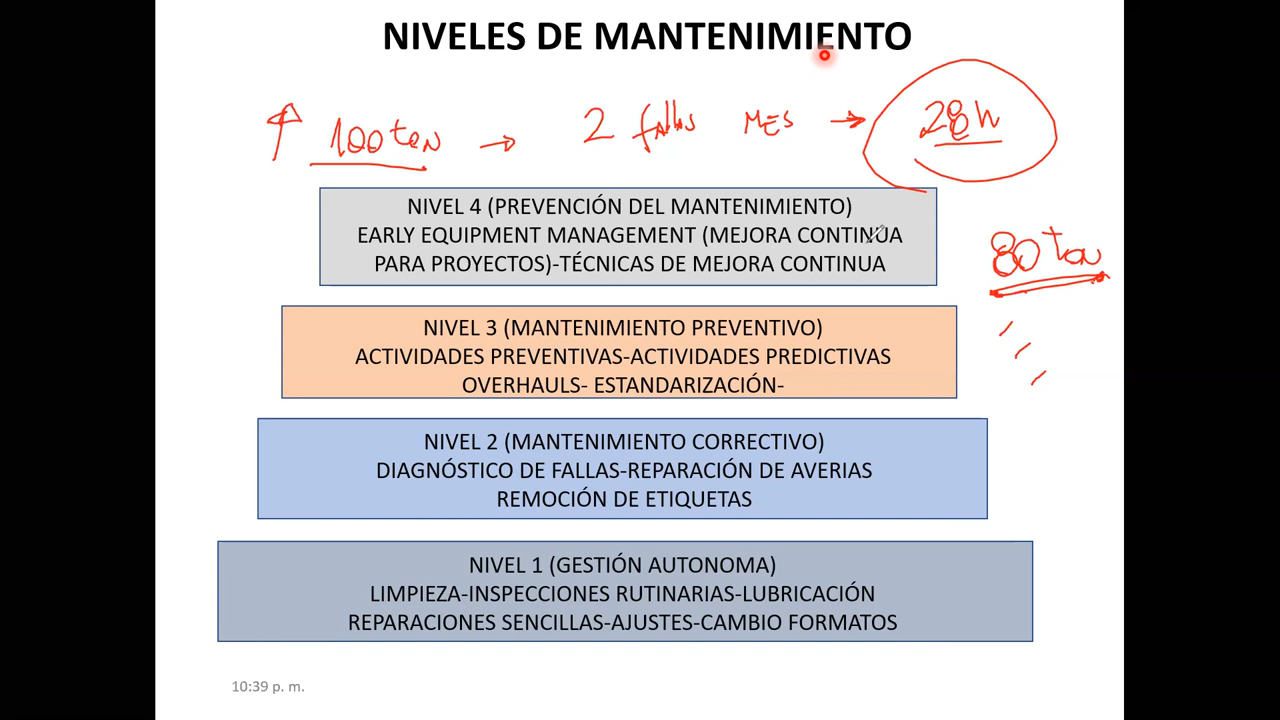 NIVELES DE MANTENIMIENTO
100 ton → 2 fallas MES → 28h
NIVEL 4 (PREVENCIÓN DEL MANTENIMIENTO)
EARLY EQUIPMENT MANAGEMENT (MEJORA CONTINUA
PARA PROYECTOS)-TÉCNICAS DE MEJORA CONTINUA
80 Ton
NIVEL 3 (MANTENIMIENTO PREVENTIVO)
ACTIVIDADES PREVENTIVAS-ACTIVIDADES PREDICTIVAS
OVERHAULS- ESTANDARIZACIÓN-
NIVEL 2 (MANTENIMIENTO CORRECTIVO)
DIAGNÓSTICO DE FALLAS-REPARACIÓN DE AVERIAS
REMOCIÓN DE ETIQUETAS
NIVEL 1 (GESTIÓN AUTONOMA)
LIMPIEZA-INSPECCIONES RUTINARIAS-LUBRICACIÓN
REPARACIONES SENCILLAS-AJUSTES-CAMBIO FORMATOS
10:39 p. m.